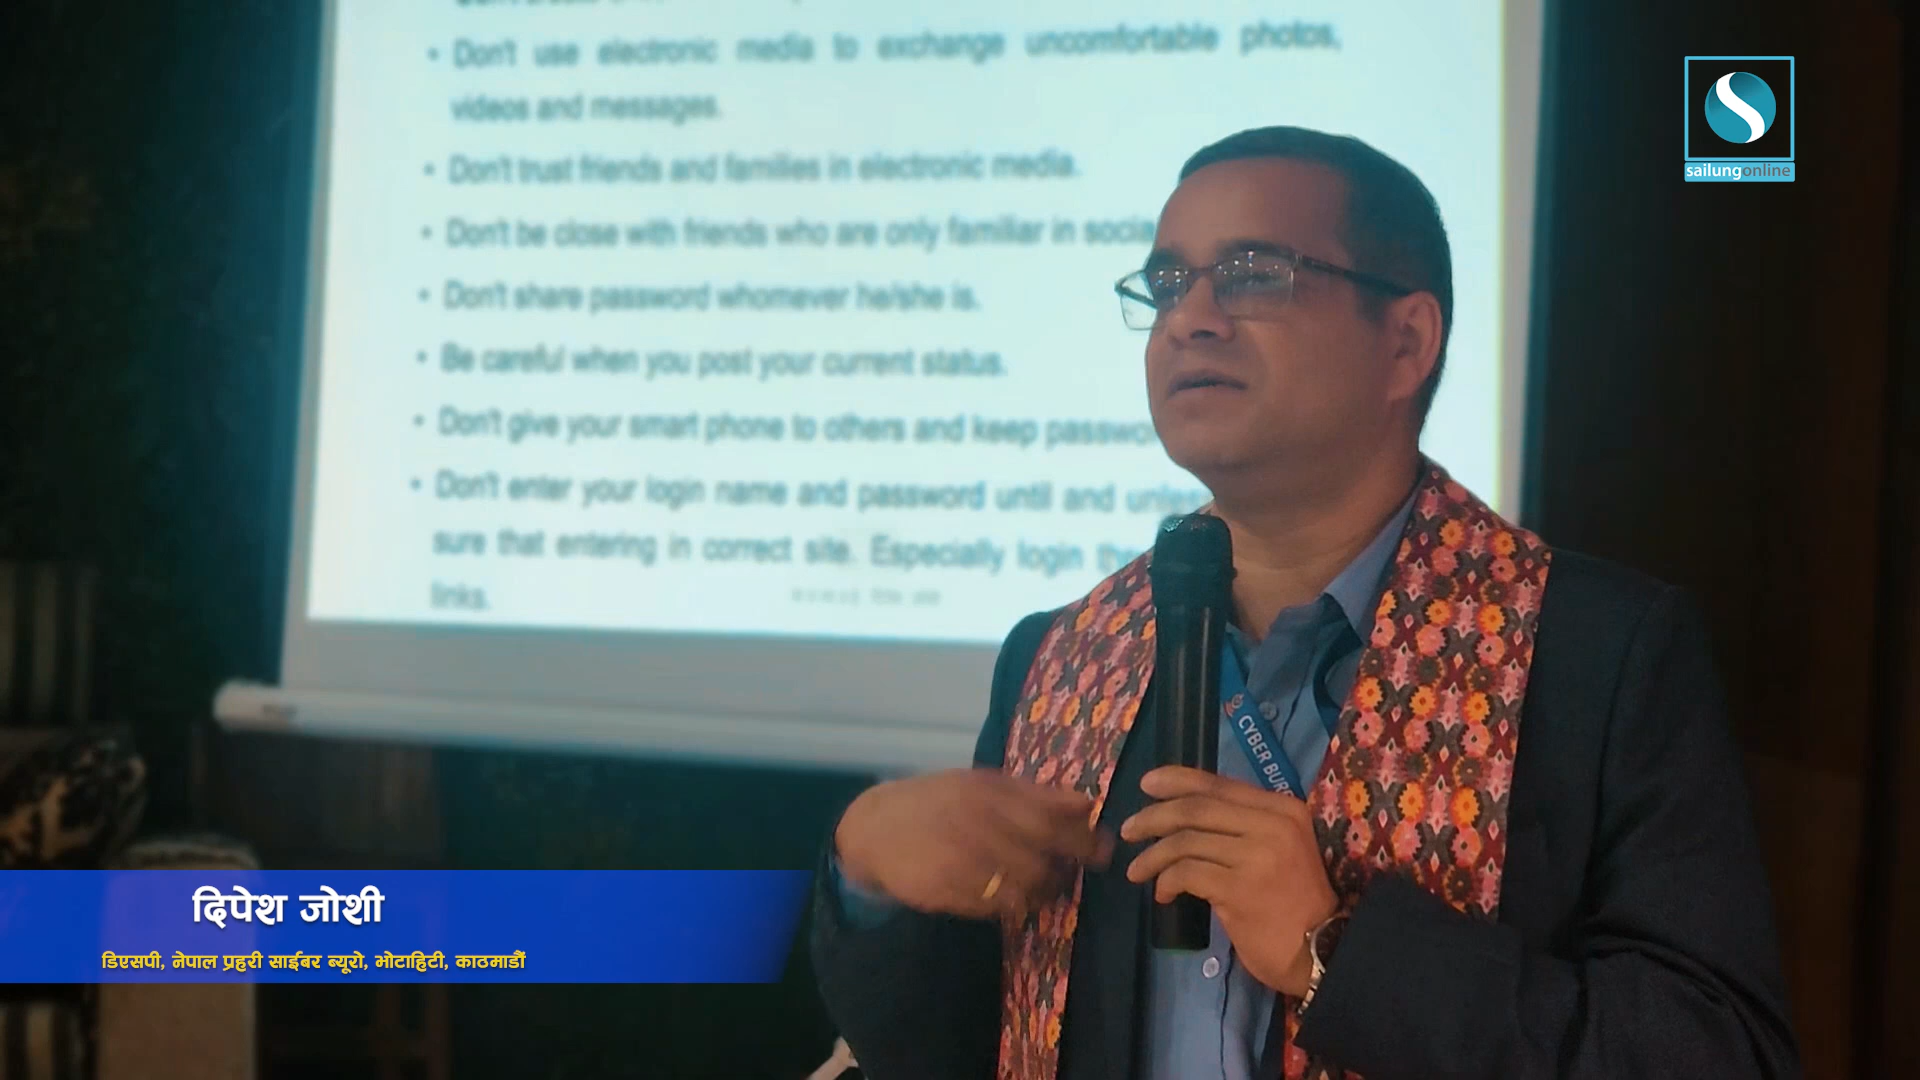 • Don't use electronic media to exchange uncomfortable photos,
videos and messages.
• Don't trust friends and families in electronic media.
• Don't be close with friends who are only familiar in
• Don't share password whomever he/she is.
• Be careful when you post your current status.
• Don't give your smart phone to others and keep
• Don't enter your login name and password until and
sure that entering in correct site. Especially login
links.
sailungonline
CYBER
दिपेश जोशी
डिएसपी, नेपाल प्रहरी साईबर ब्यूरो, भोटाहिटी, काठमाडौं